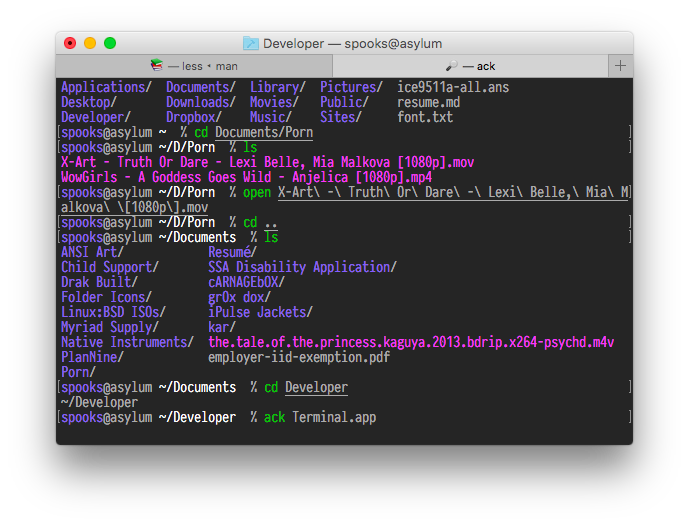 Developer — spooks@asylum
— less ◂ man
— ack
+
Applications/ Documents/ Library/ Pictures/ ice9511a-all.ans
Desktop/ Downloads/ Movies/ Public/ resume.md
Developer/ Dropbox/ Music/ Sites/ font.txt
[spooks@asylum ~ % cd Documents/Porn ]
[spooks@asylum ~/D/Porn % ls ]
X-Art - Truth Or Dare - Lexi Belle, Mia Malkova [1080p].mov
WowGirls - A Goddess Goes Wild - Anjelica [1080p].mp4
[spooks@asylum ~/D/Porn % open X-Art\ -\ Truth\ Or\ Dare\ -\ Lexi\ Belle,\ Mia\ M]
alkova\ \[1080p\].mov
[spooks@asylum ~/D/Porn % cd .. ]
[spooks@asylum ~/Documents % ls ]
ANSI Art/ Resumé/
Child Support/ SSA Disability Application/
Drak Built/ cARNAGEbOX/
Folder Icons/ grOx dox/
Linux:BSD ISOs/ iPulse Jackets/
Myriad Supply/ kar/
Native Instruments/ the.tale.of.the.princess.kaguya.2013.bdrip.x264-psychd.m4v
PlanNine/ employer-iid-exemption.pdf
Porn/
[spooks@asylum ~/Documents % cd Developer ]
~/Developer
[spooks@asylum ~/Developer % ack Terminal.app ]